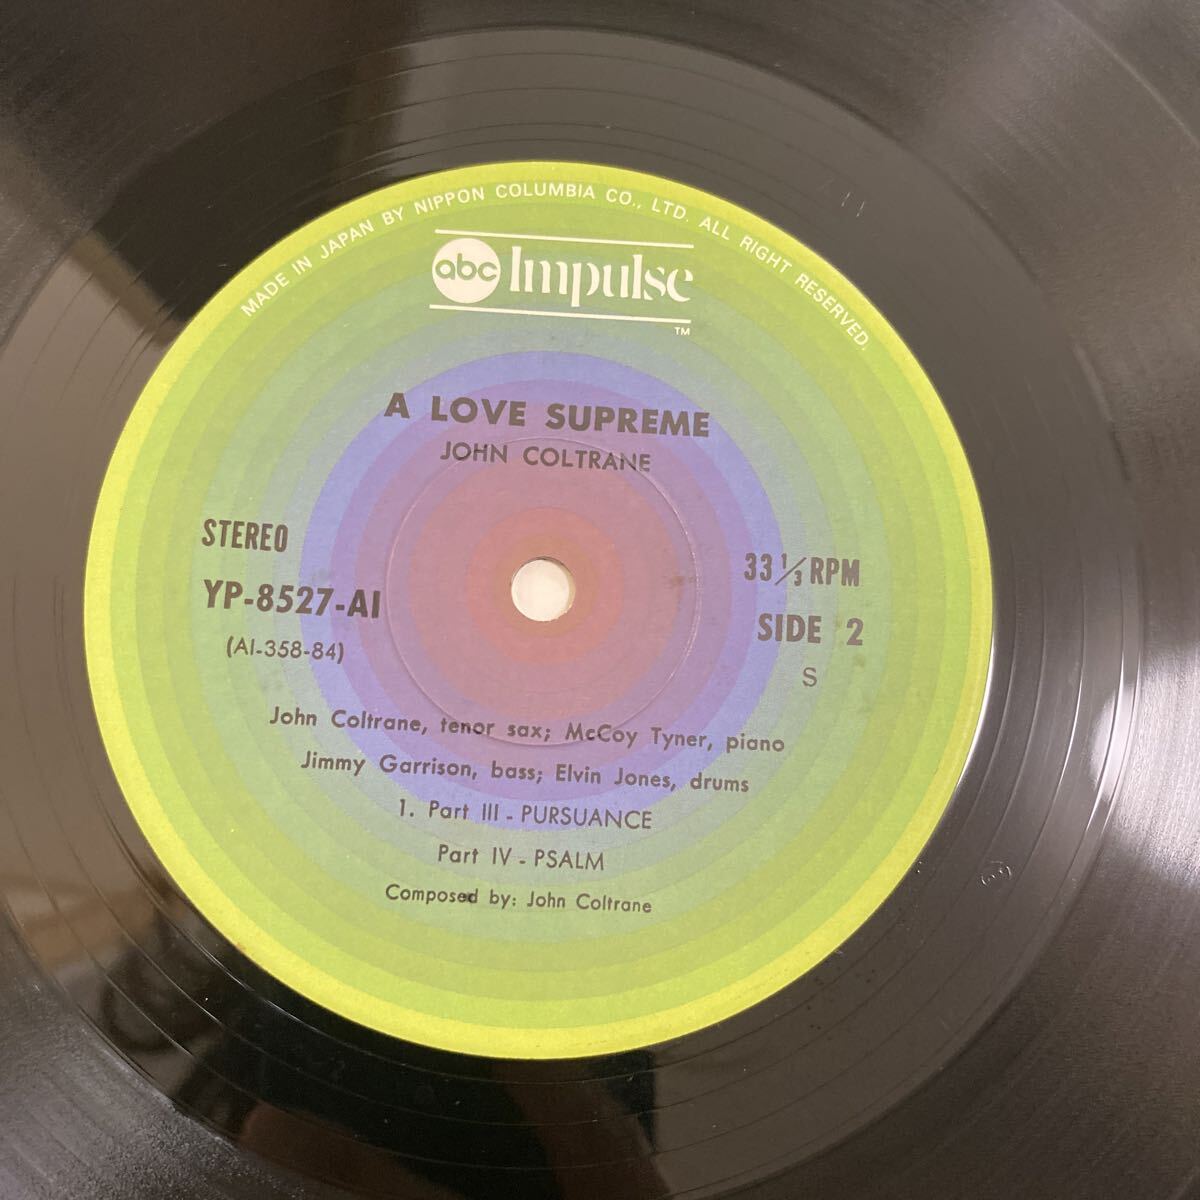 MADE IN JAPAN BY NIPPON COLUMBIA CO., LTD. ALL RIGHT RESERVED.
abc Impulse
TM
A LOVE SUPREME
JOHN COLTRANE
STEREO
33 1/3 RPM
YP-8527-AI
SIDE 2
(AI-358-84)
S
John Coltrane, tenor sax; McCoy Tyner, piano
Jimmy Garrison, bass; Elvin Jones, drums
1. Part III - PURSUANCE
Part IV - PSALM
Composed by: John Coltrane